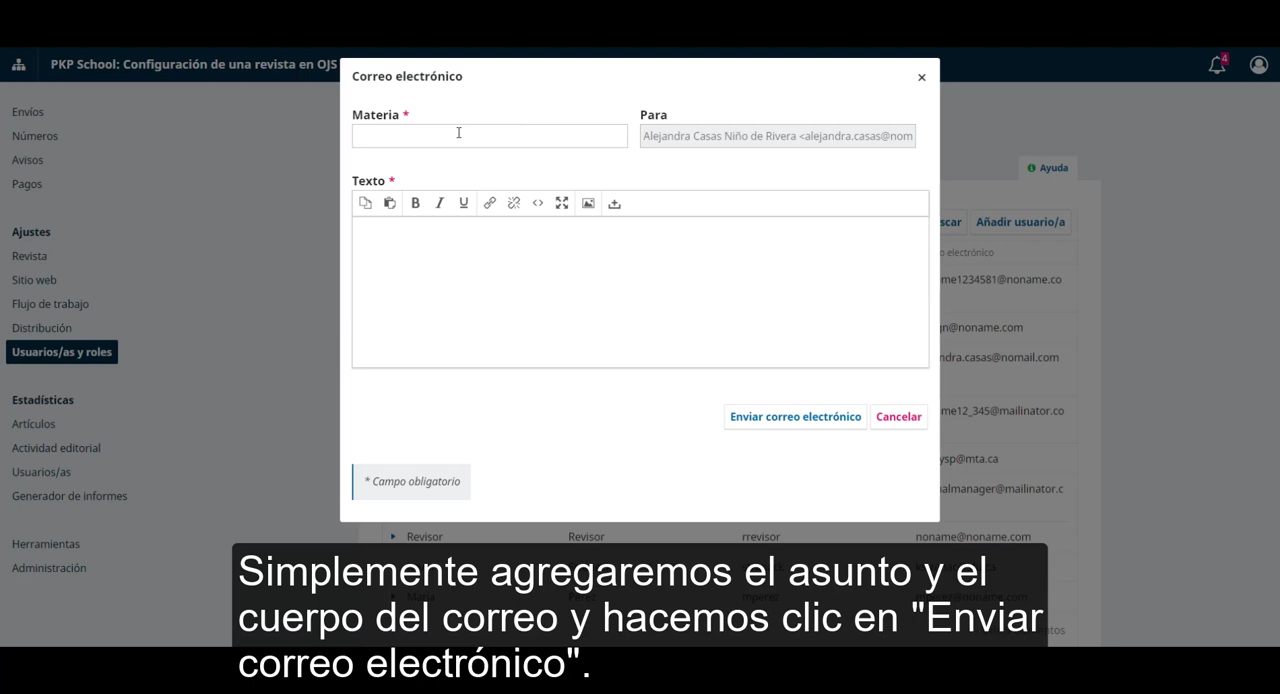 PKP School: Configuración de una revista en OJS
4
Envíos
Números
Avisos
Pagos
Ajustes
Revista
Sitio web
Flujo de trabajo
Distribución
Usuarios/as y roles
Estadísticas
Artículos
Actividad editorial
Usuarios/as
Generador de informes
Herramientas
Administración
Correo electrónico
×
Materia *
Para
Alejandra Casas Niño de Rivera <alejandra.casas@nom
Texto *
B I U
Enviar correo electrónico
Cancelar
* Campo obligatorio
Ayuda
scar
Añadir usuario/a
o electrónico
me1234581@noname.co
gn@noname.com
ndra.casas@nomail.com
me12_345@mailinator.co
ysp@mta.ca
almanager@mailinator.c
Revisor Revisor rrevisor noname@noname.com
Simplemente agregaremos el asunto y el
cuerpo del correo y hacemos clic en "Enviar
correo electrónico".